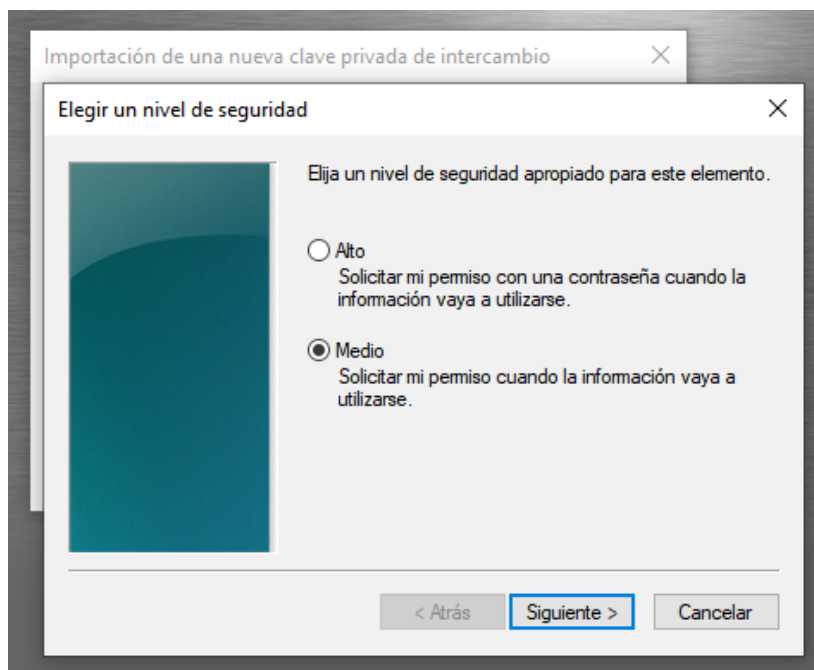 Importación de una nueva clave privada de intercambio
Elegir un nivel de seguridad
Elija un nivel de seguridad apropiado para este elemento.
Alto
Solicitar mi permiso con una contraseña cuando la
información vaya a utilizarse.
Medio
Solicitar mi permiso cuando la información vaya a
utilizarse.
< Atrás
Siguiente >
Cancelar